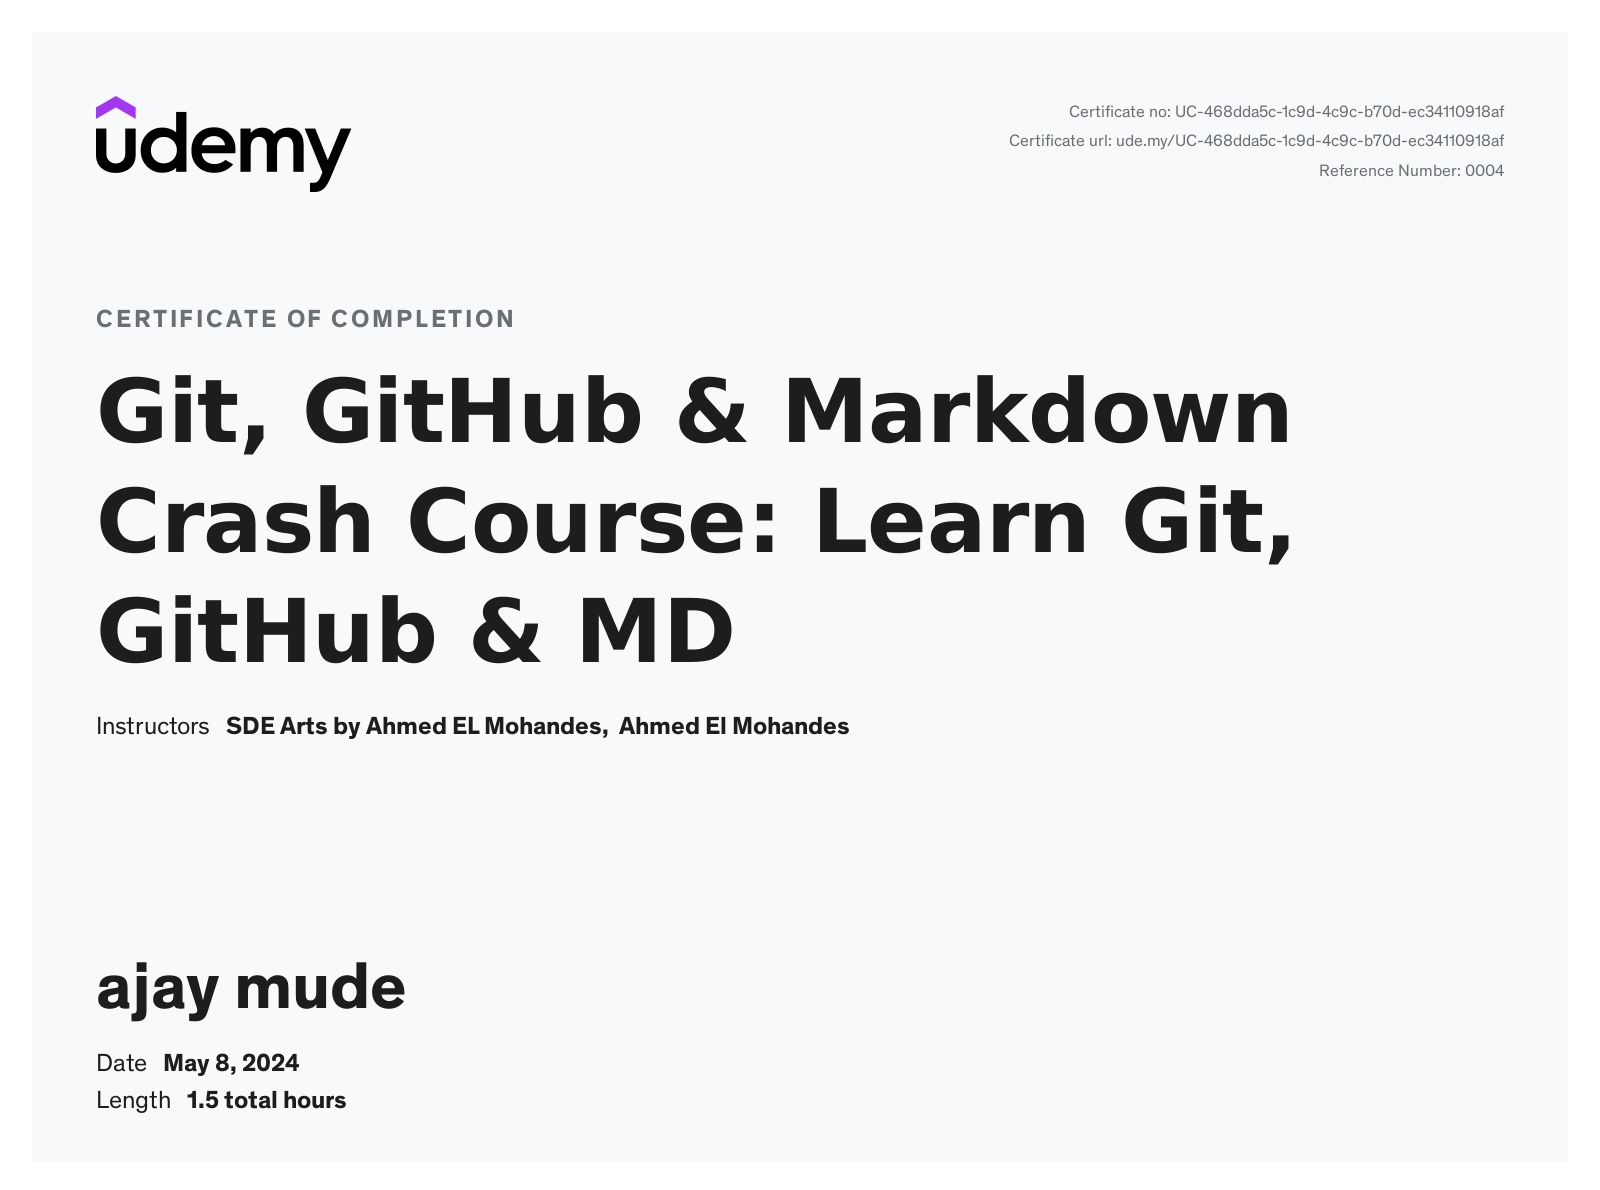 udemy
Certificate no: UC-468dda5c-1c9d-4c9c-b70d-ec34110918af
Certificate url: ude.my/UC-468dda5c-1c9d-4c9c-b70d-ec34110918af
Reference Number: 0004
CERTIFICATE OF COMPLETION
Git, GitHub & Markdown
Crash Course: Learn Git,
GitHub & MD
Instructors SDE Arts by Ahmed EL Mohandes, Ahmed El Mohandes
ajay mude
Date May 8, 2024
Length 1.5 total hours